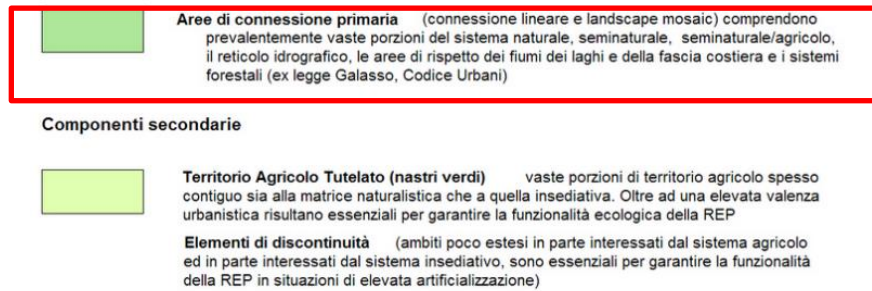 Aree di connessione primaria (connessione lineare e landscape mosaic) comprendono
prevalentemente vaste porzioni del sistema naturale, seminaturale, seminaturale/agricolo,
il reticolo idrografico, le aree di rispetto dei fiumi dei laghi e della fascia costiera e i sistemi
forestali (ex legge Galasso, Codice Urbani)
Componenti secondarie
Territorio Agricolo Tutelato (nastri verdi) vaste porzioni di territorio agricolo spesso
contiguo sia alla matrice naturalistica che a quella insediativa. Oltre ad una elevata valenza
urbanistica risultano essenziali per garantire la funzionalità ecologica della REP
Elementi di discontinuità (ambiti poco estesi in parte interessati dal sistema agricolo
ed in parte interessati dal sistema insediativo, sono essenziali per garantire la funzionalità
della REP in situazioni di elevata artificializzazione)